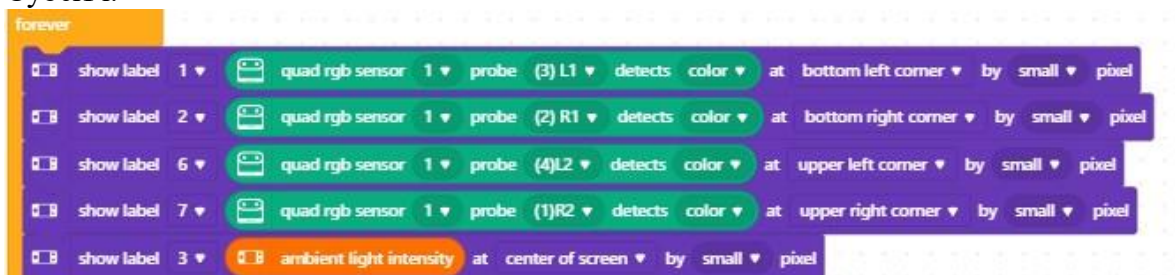 forever
show label 1 ▾ quad rgb sensor 1 ▾ probe (3) L1 ▾ detects color ▾ at bottom left corner ▾ by small ▾ pixel
show label 2 ▾ quad rgb sensor 1 ▾ probe (2) R1 ▾ detects color ▾ at bottom right corner ▾ by small ▾ pixel
show label 6 ▾ quad rgb sensor 1 ▾ probe (4)L2 ▾ detects color ▾ at upper left corner ▾ by small ▾ pixel
show label 7 ▾ quad rgb sensor 1 ▾ probe (1)R2 ▾ detects color ▾ at upper right corner ▾ by small ▾ pixel
show label 3 ▾ ambient light intensity at center of screen ▾ by small ▾ pixel